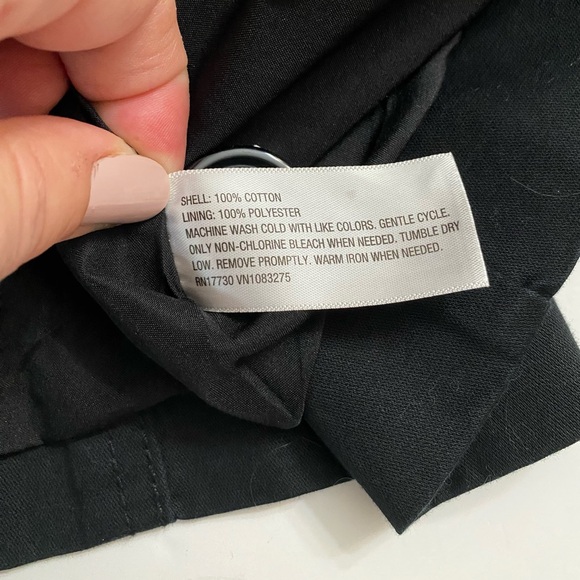 SHELL: 100% COTTON
LINING: 100% POLYESTER
MACHINE WASH COLD WITH LIKE COLORS. GENTLE CYCLE.
ONLY NON-CHLORINE BLEACH WHEN NEEDED. TUMBLE DRY
LOW. REMOVE PROMPTLY. WARM IRON WHEN NEEDED.
RN17730 VN1083275